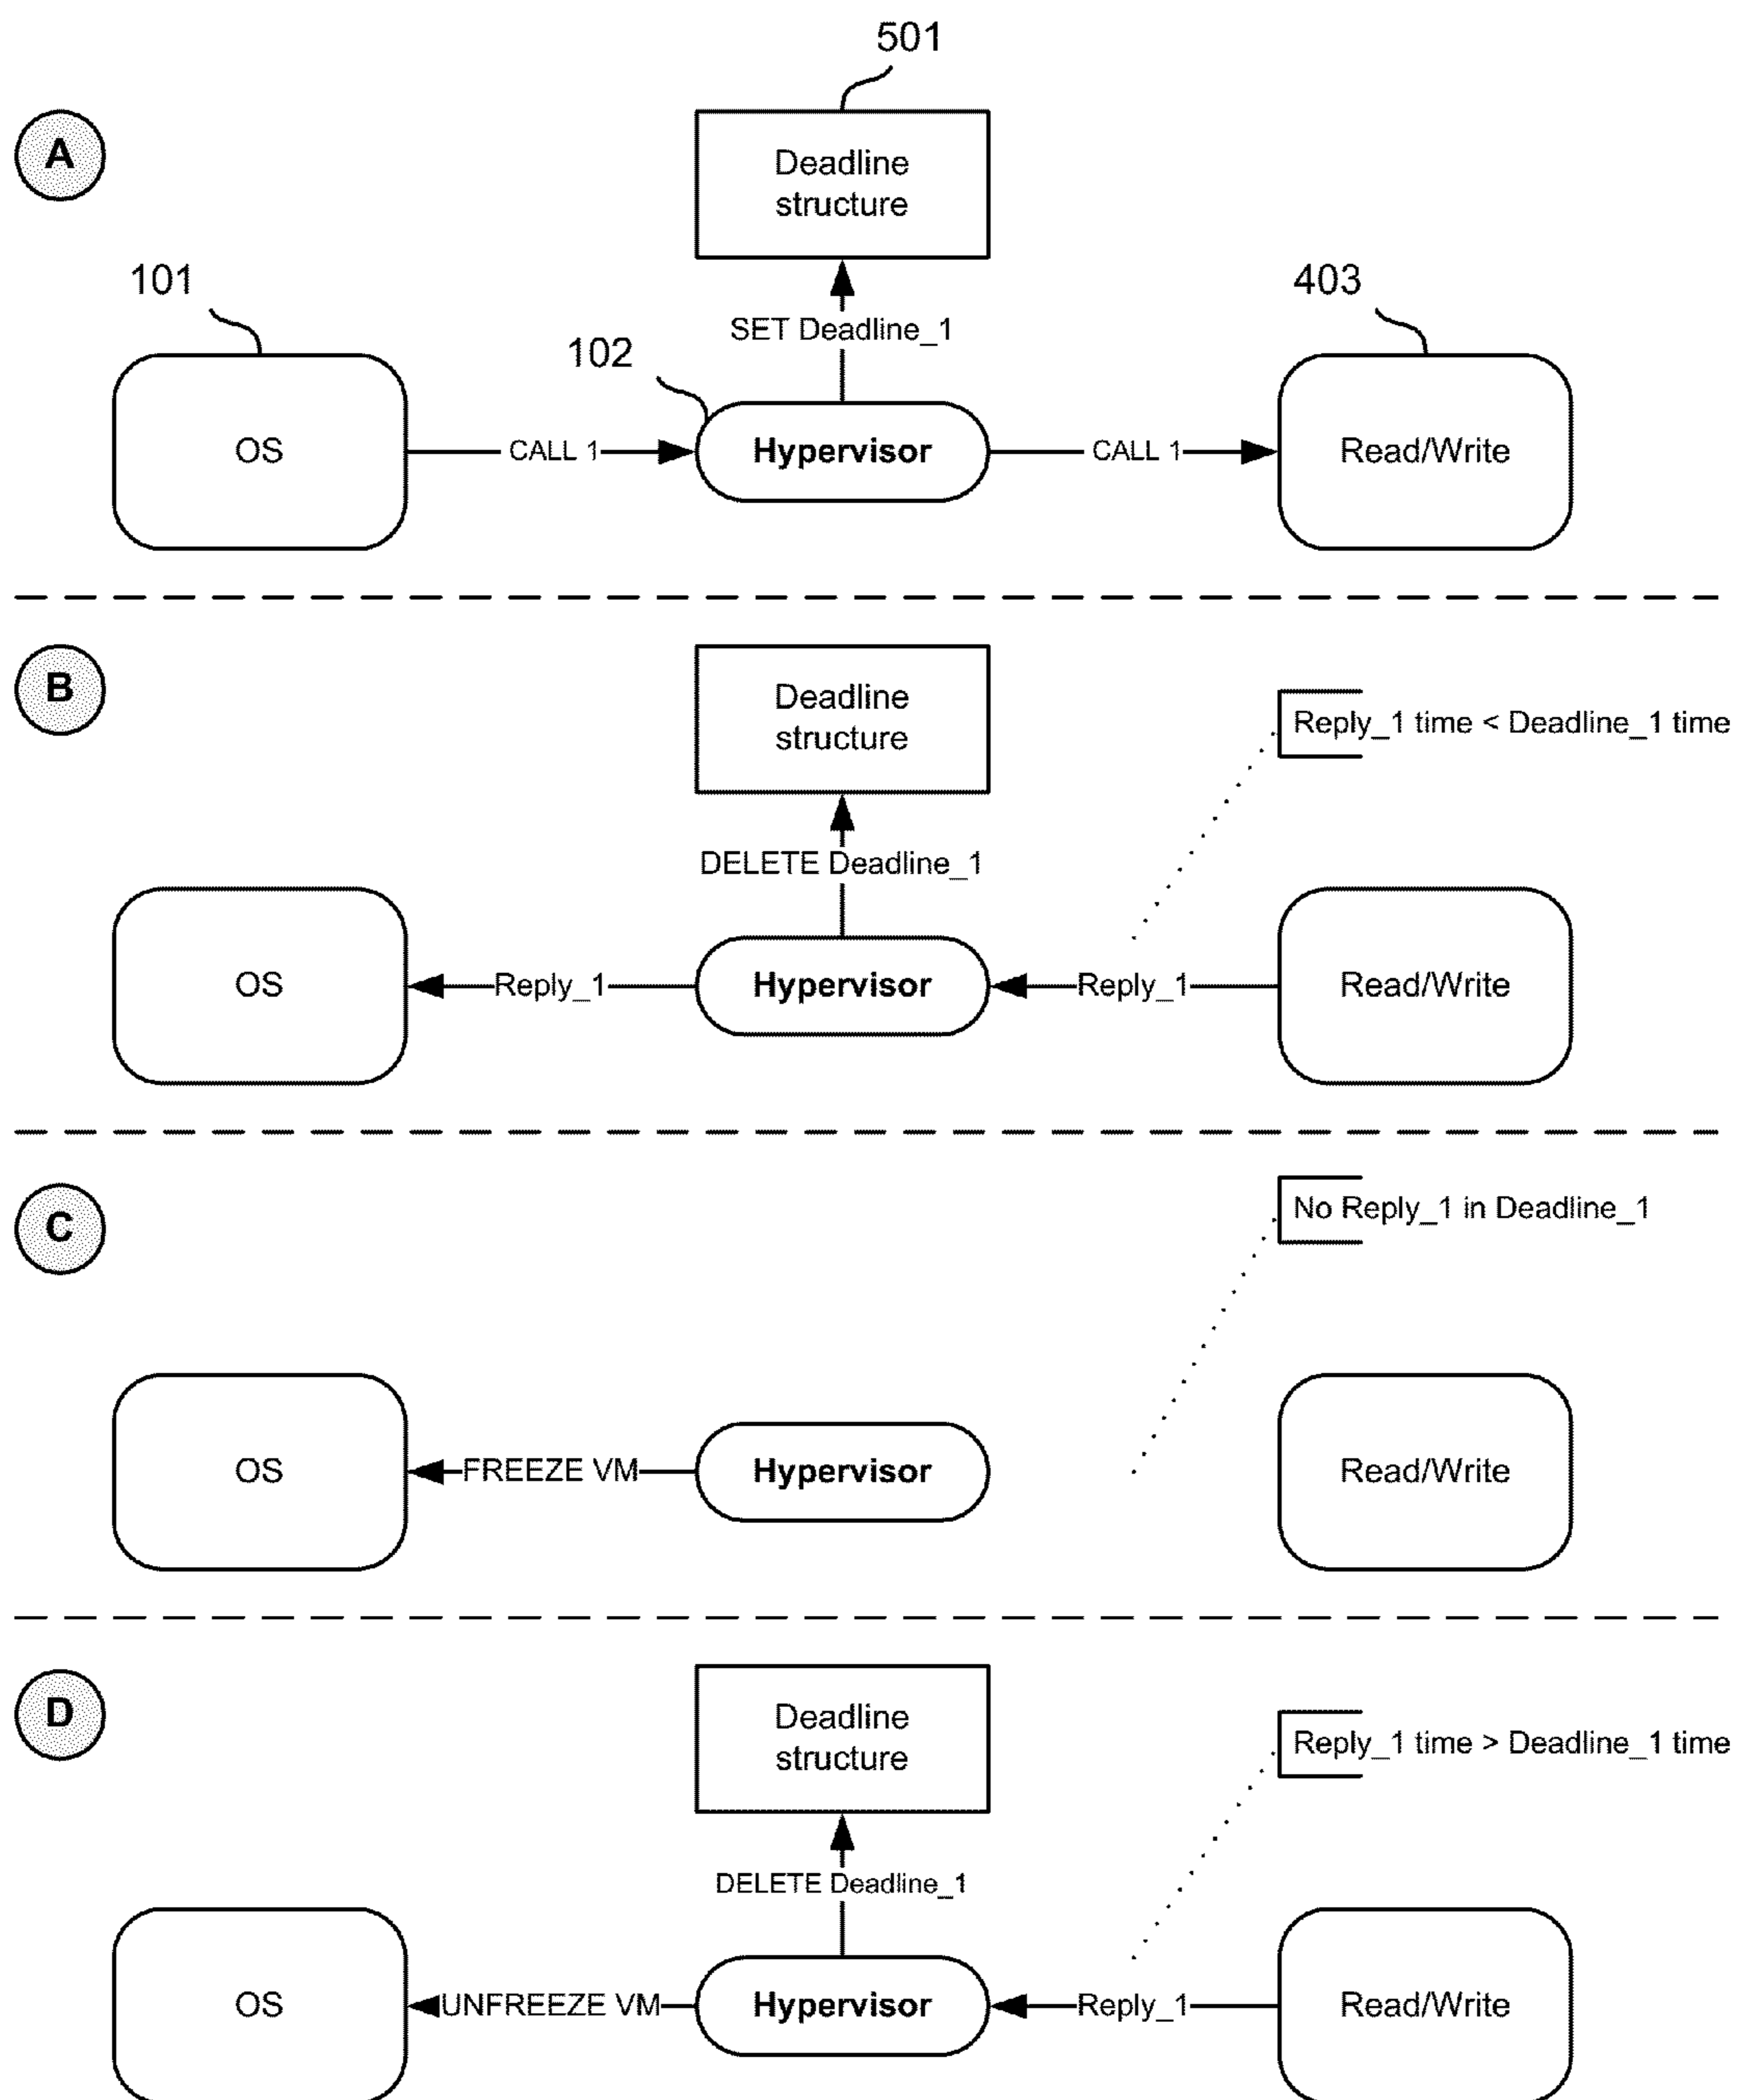 501
A
Deadline
structure
101
403
SET Deadline_1
102
OS
CALL 1
Hypervisor
CALL 1
Read/Write
B
Deadline
structure
Reply_1 time < Deadline_1 time
DELETE Deadline_1
OS
Reply_1
Hypervisor
Reply_1
Read/Write
C
No Reply_1 in Deadline_1
OS
FREEZE VM
Hypervisor
Read/Write
D
Deadline
structure
Reply_1 time > Deadline_1 time
DELETE Deadline_1
OS
UNFREEZE VM
Hypervisor
Reply_1
Read/Write